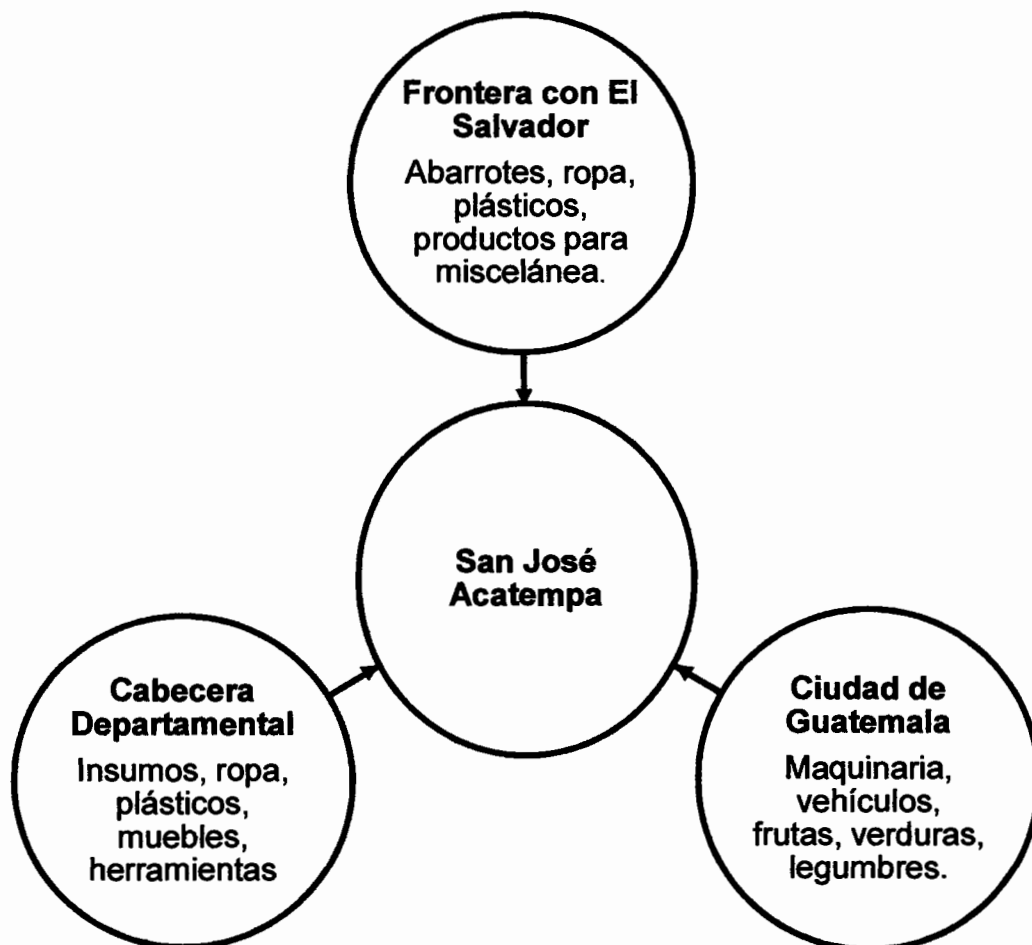 Frontera con El
Salvador
Abarrotes, ropa,
plásticos,
productos para
miscelánea.
San José
Acatempa
Cabecera
Departamental
Insumos, ropa,
plásticos,
muebles,
herramientas
Ciudad de
Guatemala
Maquinaria,
vehículos,
frutas, verduras,
legumbres.